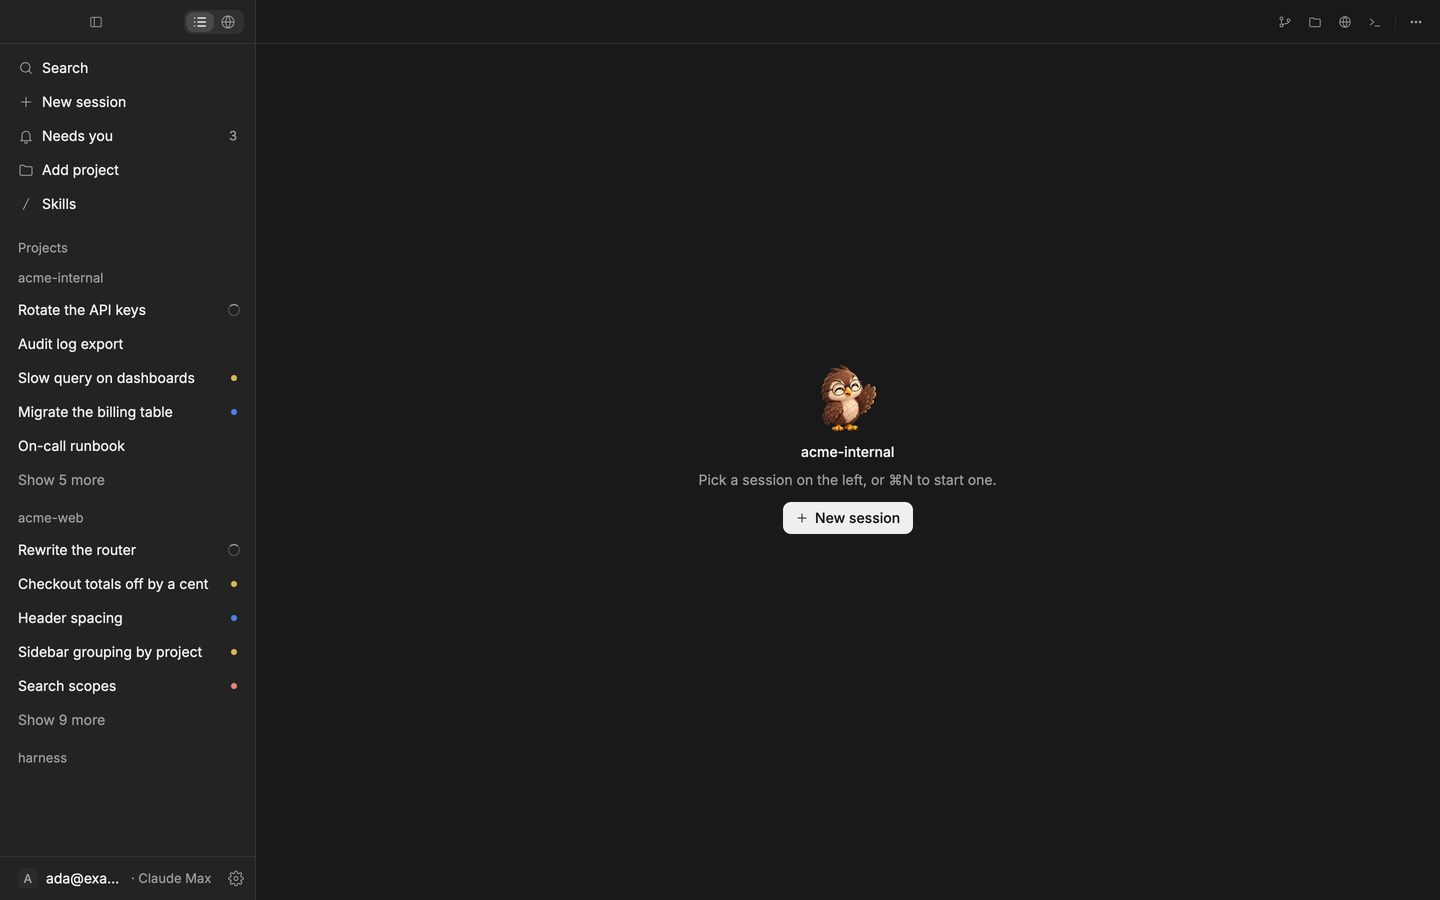 Search
New session
Needs you 3
Add project
Skills
Projects
acme-internal
Rotate the API keys
Audit log export
Slow query on dashboards
Migrate the billing table
On-call runbook
Show 5 more
acme-web
Rewrite the router
Checkout totals off by a cent
Header spacing
Sidebar grouping by project
Search scopes
Show 9 more
harness
A ada@exa... · Claude Max
acme-internal
Pick a session on the left, or ⌘N to start one.
New session